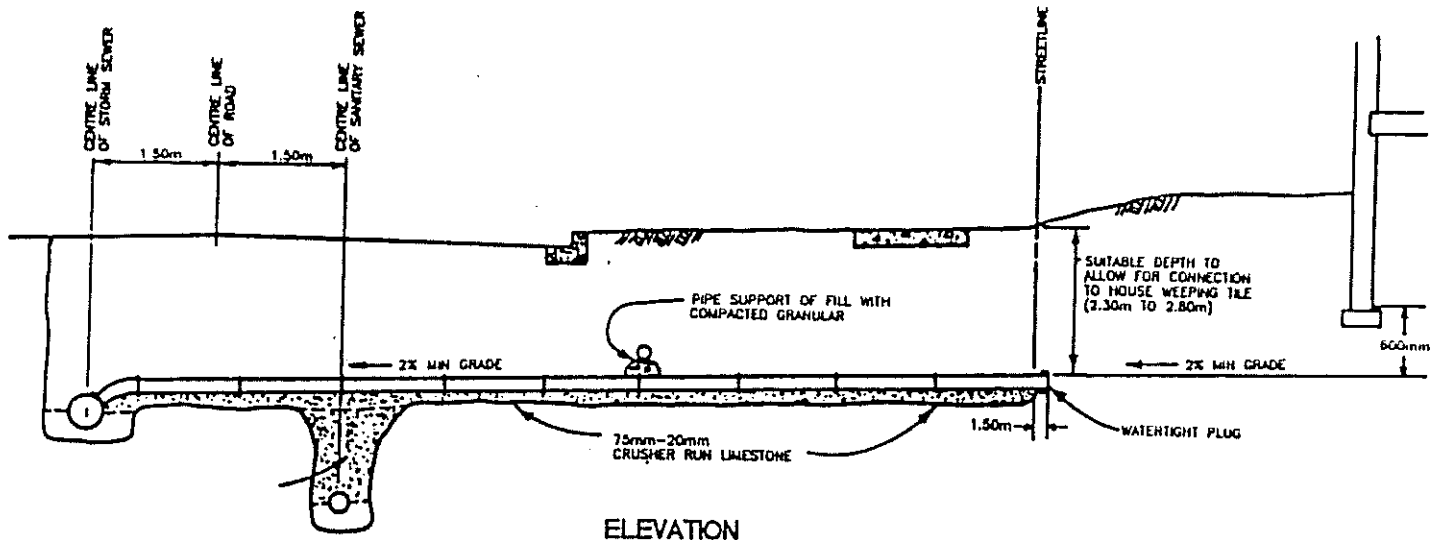 CENTRE LINE
OF STORM SEWER
CENTRE LINE
OF ROAD
CENTRE LINE
OF SANITARY SEWER
STREETLINE
1.50m
1.50m
SUITABLE DEPTH TO
ALLOW FOR CONNECTION
TO HOUSE WEEPING TILE
(2.30m TO 2.80m)
PIPE SUPPORT OF FILL WITH
COMPACTED GRANULAR
600mm
2% MIN GRADE
2% MIN GRADE
1.50m
WATERTIGHT PLUG
75mm-20mm
CRUSHER RUN LIMESTONE
ELEVATION